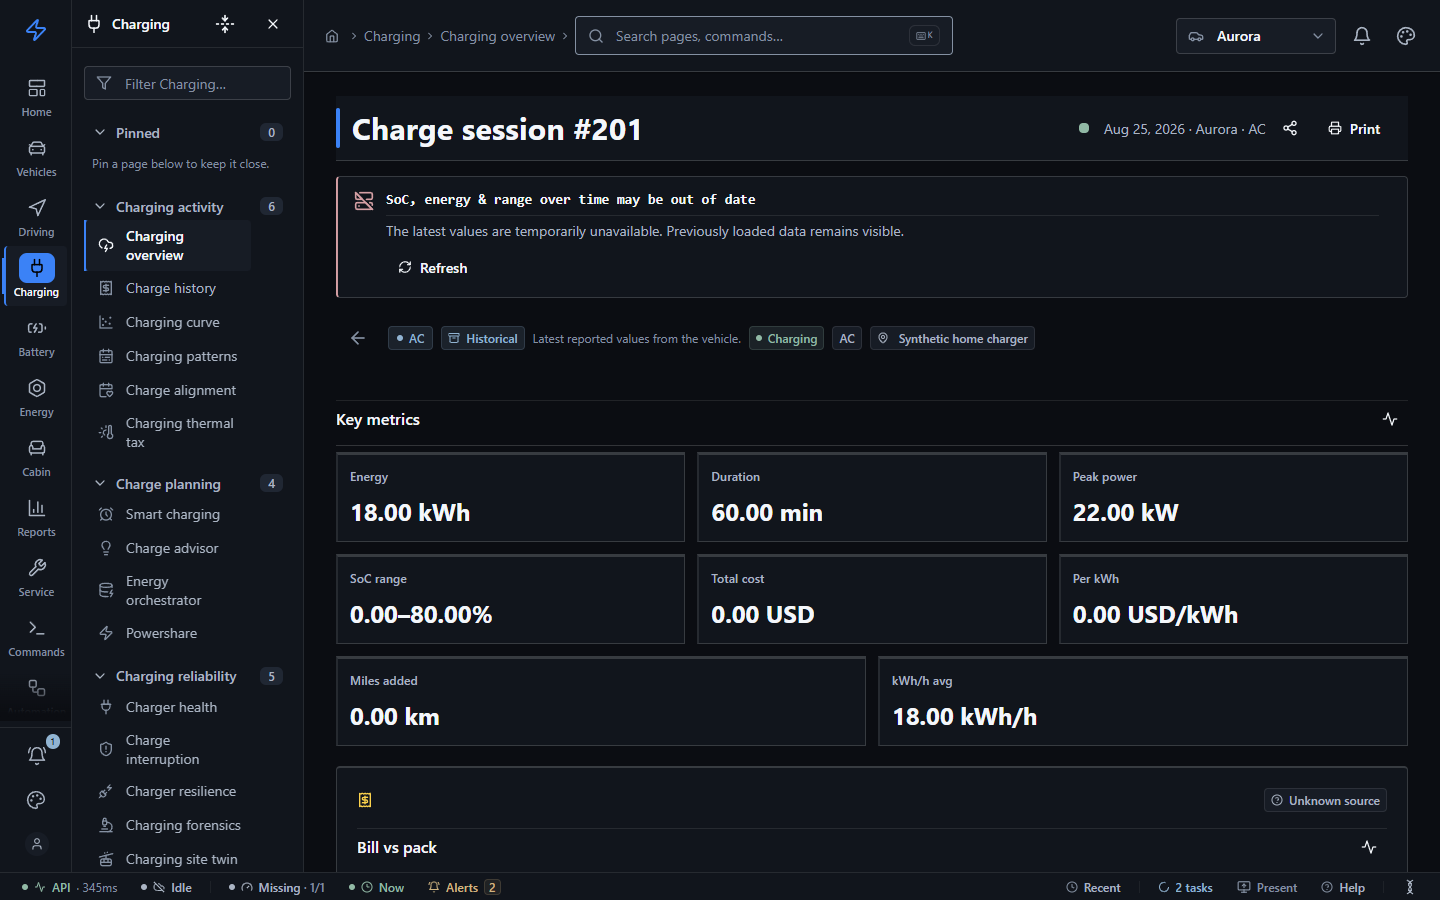 Charging
Charging
Charging overview
Search pages, commands...
K
Aurora
Home
Vehicles
Driving
Charging
Battery
Energy
Cabin
Reports
Service
Commands
1
Filter Charging...
Pinned
0
Pin a page below to keep it close.
Charging activity
6
Charging
overview
Charge history
Charging curve
Charging patterns
Charge alignment
Charging thermal
tax
Charge planning
4
Smart charging
Charge advisor
Energy
orchestrator
Powershare
Charging reliability
5
Charger health
Charge
interruption
Charger resilience
Charging forensics
Charging site twin
Charge session #201
Aug 25, 2026 · Aurora · AC
Print
SoC, energy & range over time may be out of date
The latest values are temporarily unavailable. Previously loaded data remains visible.
Refresh
AC
Historical
Latest reported values from the vehicle.
Charging
AC
Synthetic home charger
Key metrics
Energy
18.00 kWh
Duration
60.00 min
Peak power
22.00 kW
SoC range
0.00–80.00%
Total cost
0.00 USD
Per kWh
0.00 USD/kWh
Miles added
0.00 km
kWh/h avg
18.00 kWh/h
Unknown source
Bill vs pack
API · 345ms
Idle
Missing · 1/1
Now
Alerts 2
Recent
2 tasks
Present
Help